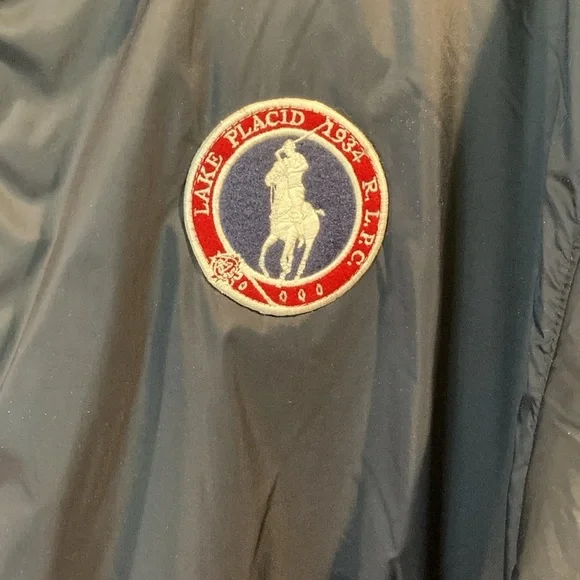 LAKE PLACID 1934 R.L.P.C.